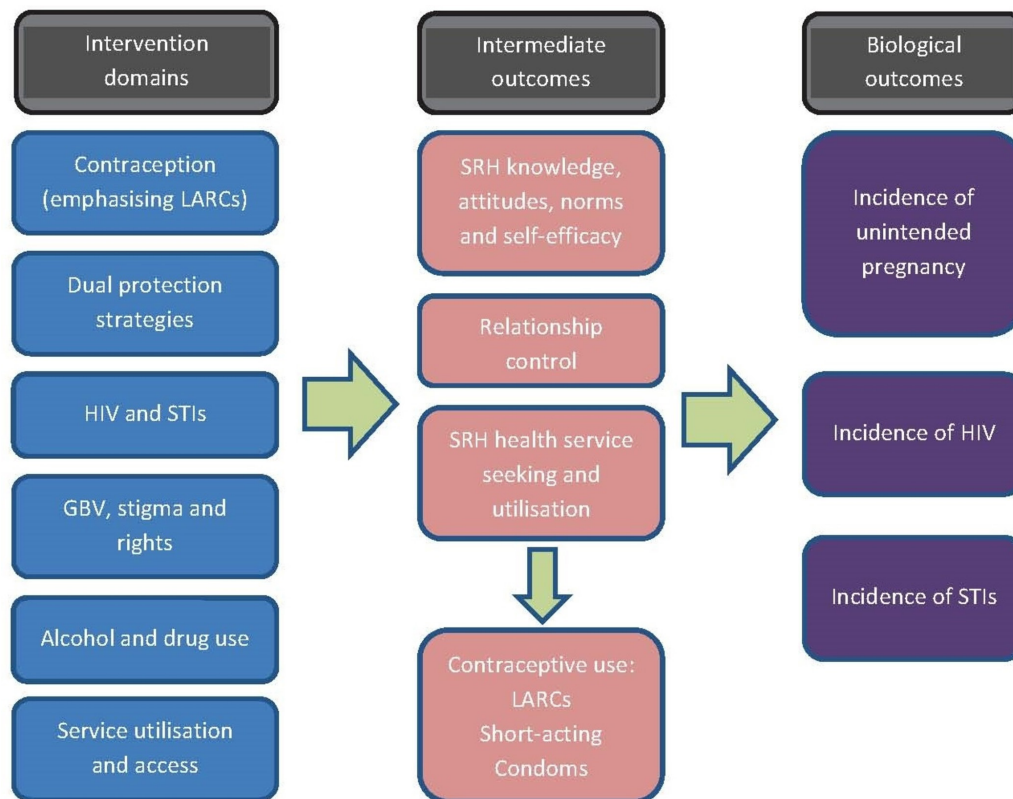 Intervention
domains
Contraception
(emphasising LARCs)
Dual protection
strategies
HIV and STIs
GBV, stigma and
rights
Alcohol and drug use
Service utilisation
and access
Intermediate
outcomes
SRH knowledge,
attitudes, norms
and self-efficacy
Relationship
control
SRH health service
seeking and
utilisation
Contraceptive use:
LARCs
Short-acting
Condoms
Biological
outcomes
Incidence of
unintended
pregnancy
Incidence of HIV
Incidence of STIs